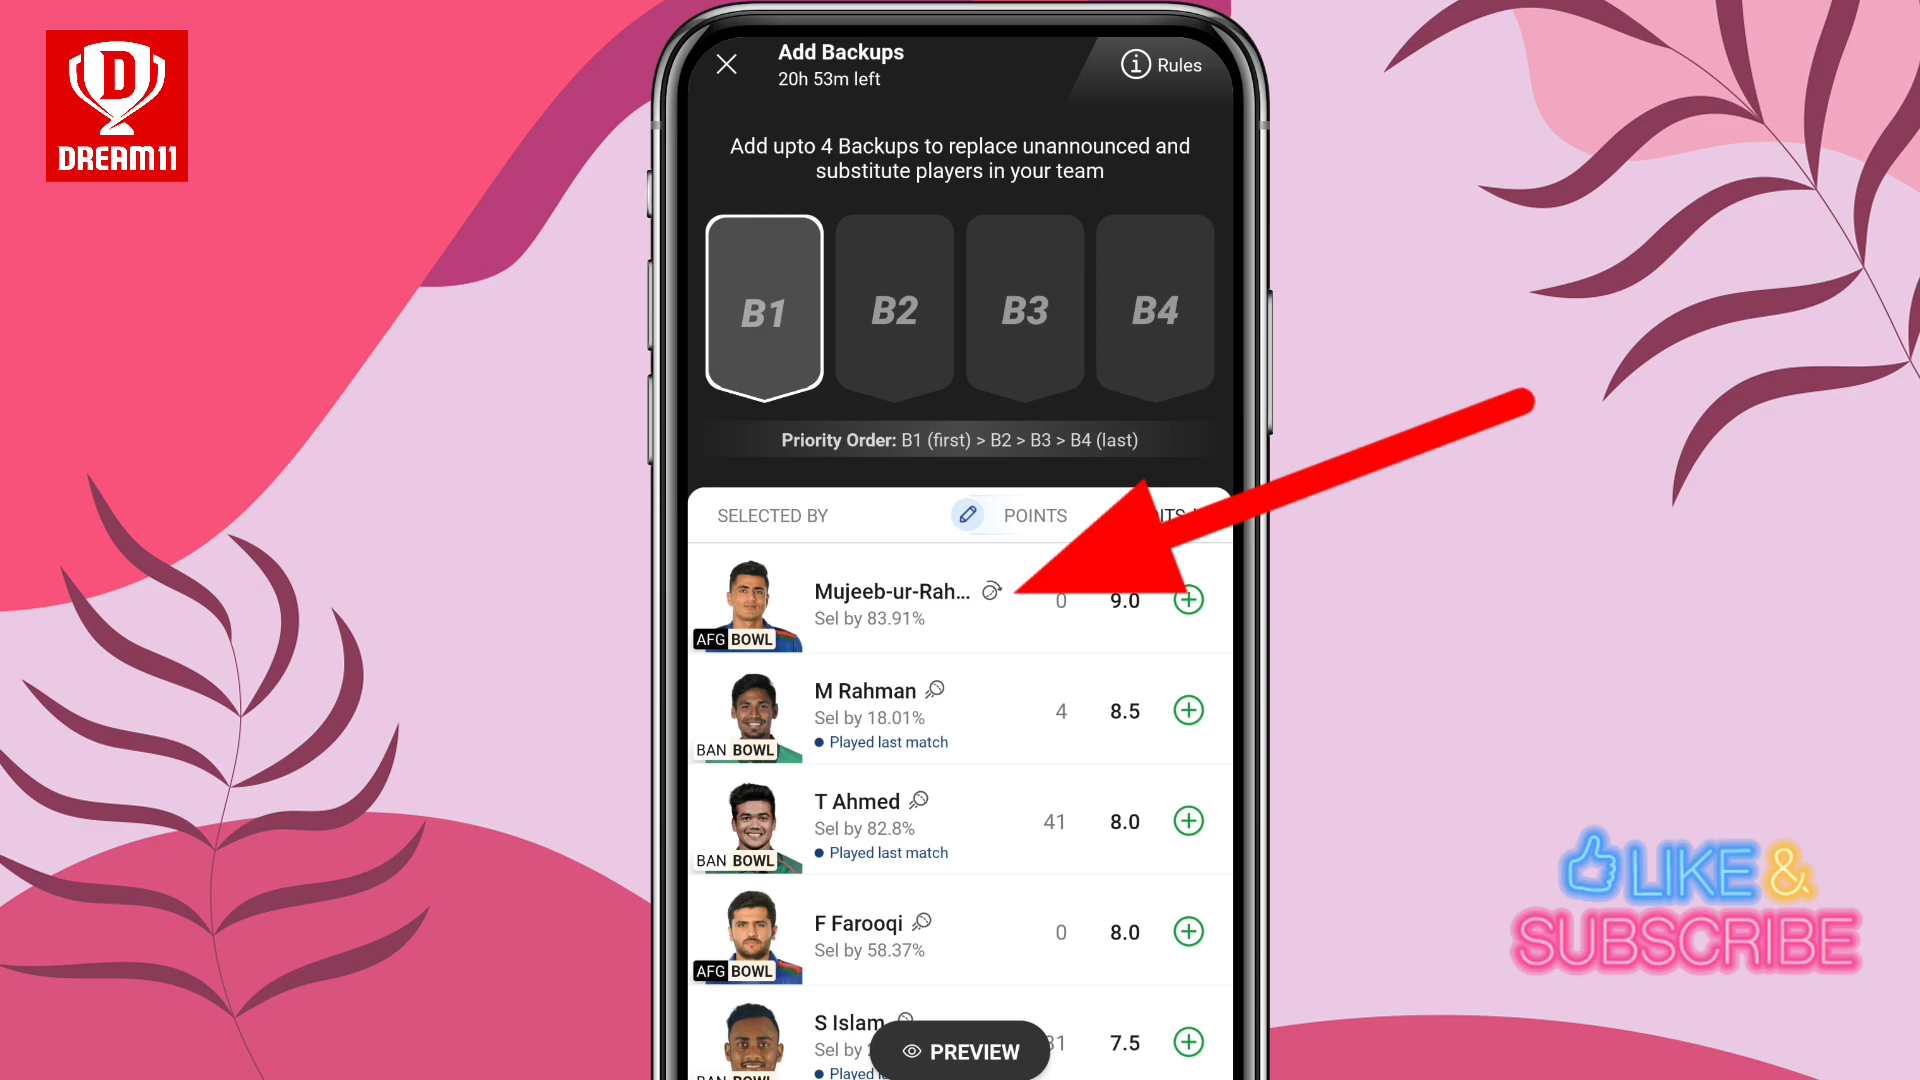 D
DREAM11
Add Backups
20h 53m left
i Rules
Add upto 4 Backups to replace unannounced and
substitute players in your team
B1 B2 B3 B4
Priority Order: B1 (first) > B2 > B3 > B4 (last)
SELECTED BY POINTS
Mujeeb-ur-Rah... 0 9.0
Sel by 83.91%
AFG BOWL
M Rahman
Sel by 18.01% 4 8.5
Played last match
BAN BOWL
T Ahmed
Sel by 82.8% 41 8.0
Played last match
BAN BOWL
F Farooqi 0 8.0
Sel by 58.37%
AFG BOWL
S Islam
Sel by 7.5
PREVIEW
LIKE &
SUBSCRIBE